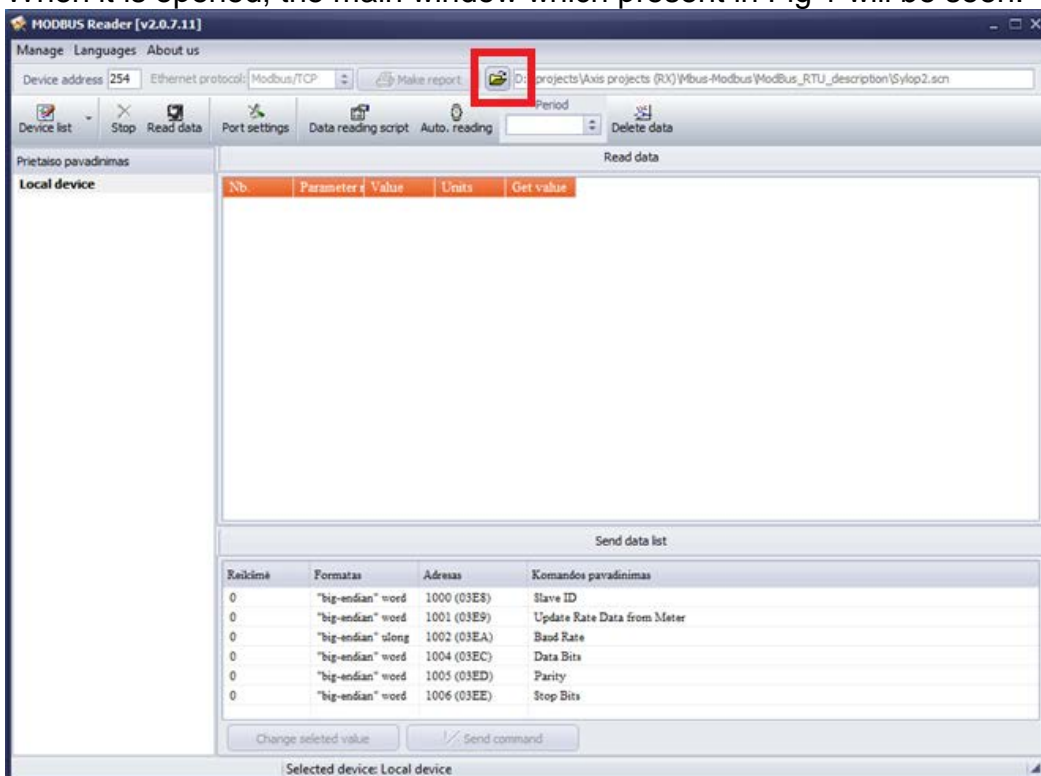 When it is opened, the main window which present in Fig 1 will be seen.
MODBUS Reader [v2.0.7.11]
Manage Languages About us
Device address 254 Ethernet protocol: Modbus/TCP Make report D: projects\Axis projects (RX)\Mbus-Modbus\ModBus_RTU_description\Sylop2.scn
Device list Stop Read data Port settings Data reading script Auto. reading Period Delete data
Prietaiso pavadinimas Read data
Local device
Nb. Parameter Value Units Get value
Send data list
Reikšmė Formatas Adresas Komandos pavadinimas
0 "big-endian" word 1000 (03E8) Slave ID
0 "big-endian" word 1001 (03E9) Update Rate Data from Meter
0 "big-endian" ulong 1002 (03EA) Baud Rate
0 "big-endian" word 1004 (03EC) Data Bits
0 "big-endian" word 1005 (03ED) Parity
0 "big-endian" word 1006 (03EE) Stop Bits
Change seleted value Send command
Selected device: Local device